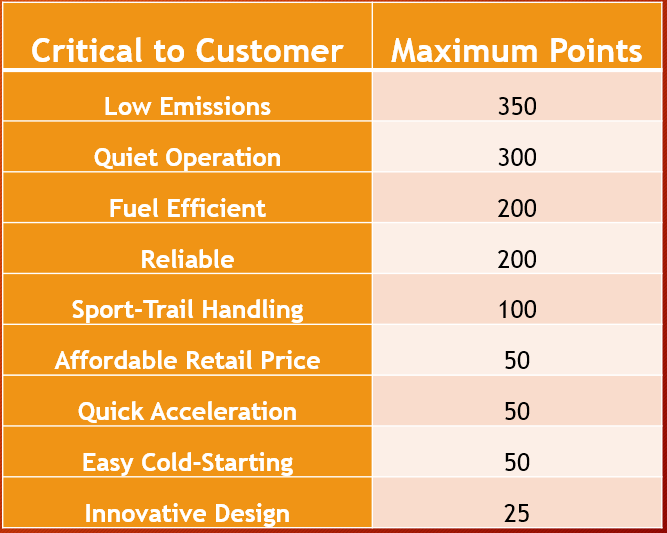 Critical to Customer Maximum Points
Low Emissions 350
Quiet Operation 300
Fuel Efficient 200
Reliable 200
Sport-Trail Handling 100
Affordable Retail Price 50
Quick Acceleration 50
Easy Cold-Starting 50
Innovative Design 25